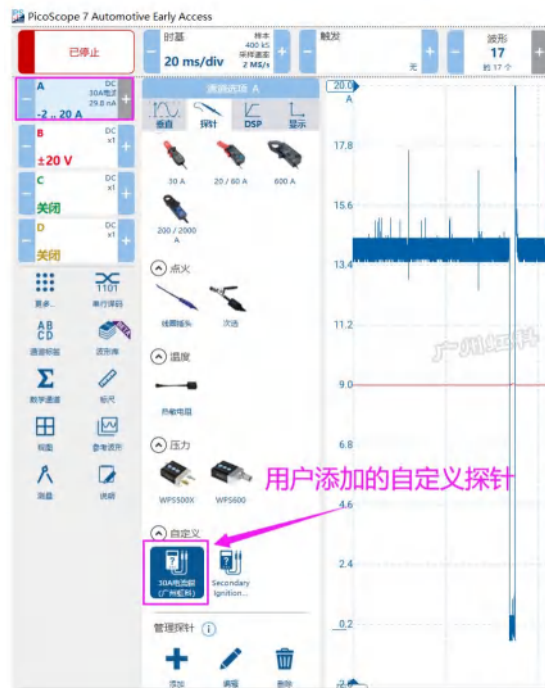 PicoScope 7 Automotive Early Access
已停止
时基
20 ms/div
样本
400 kS
采样速率
2 MS/s
触发
无
波形
17
的 17 个
A
DC
30A电流
29.8 nA
-2 .. 20 A
B
DC
x1
±20 V
C
DC
x1
关闭
D
DC
x1
关闭
更多...
串行译码
通道标签
波形库
数学通道
标尺
视图
参考波形
测量
说明
通道选项 A
垂直
探针
DSP
显示
30 A
20 / 60 A
600 A
200 / 2000
A
点火
线圈插头
次透
温度
热敏电阻
压力
WPS500X
WPS600
用户添加的自定义探针
自定义
30A电流钳
(广州虹科)
Secondary
Ignition...
管理探针
添加
编辑
删除
20.0
A
17.8
15.6
13.4
11.2
9.0
6.8
4.6
2.4
0.2
广州虹科